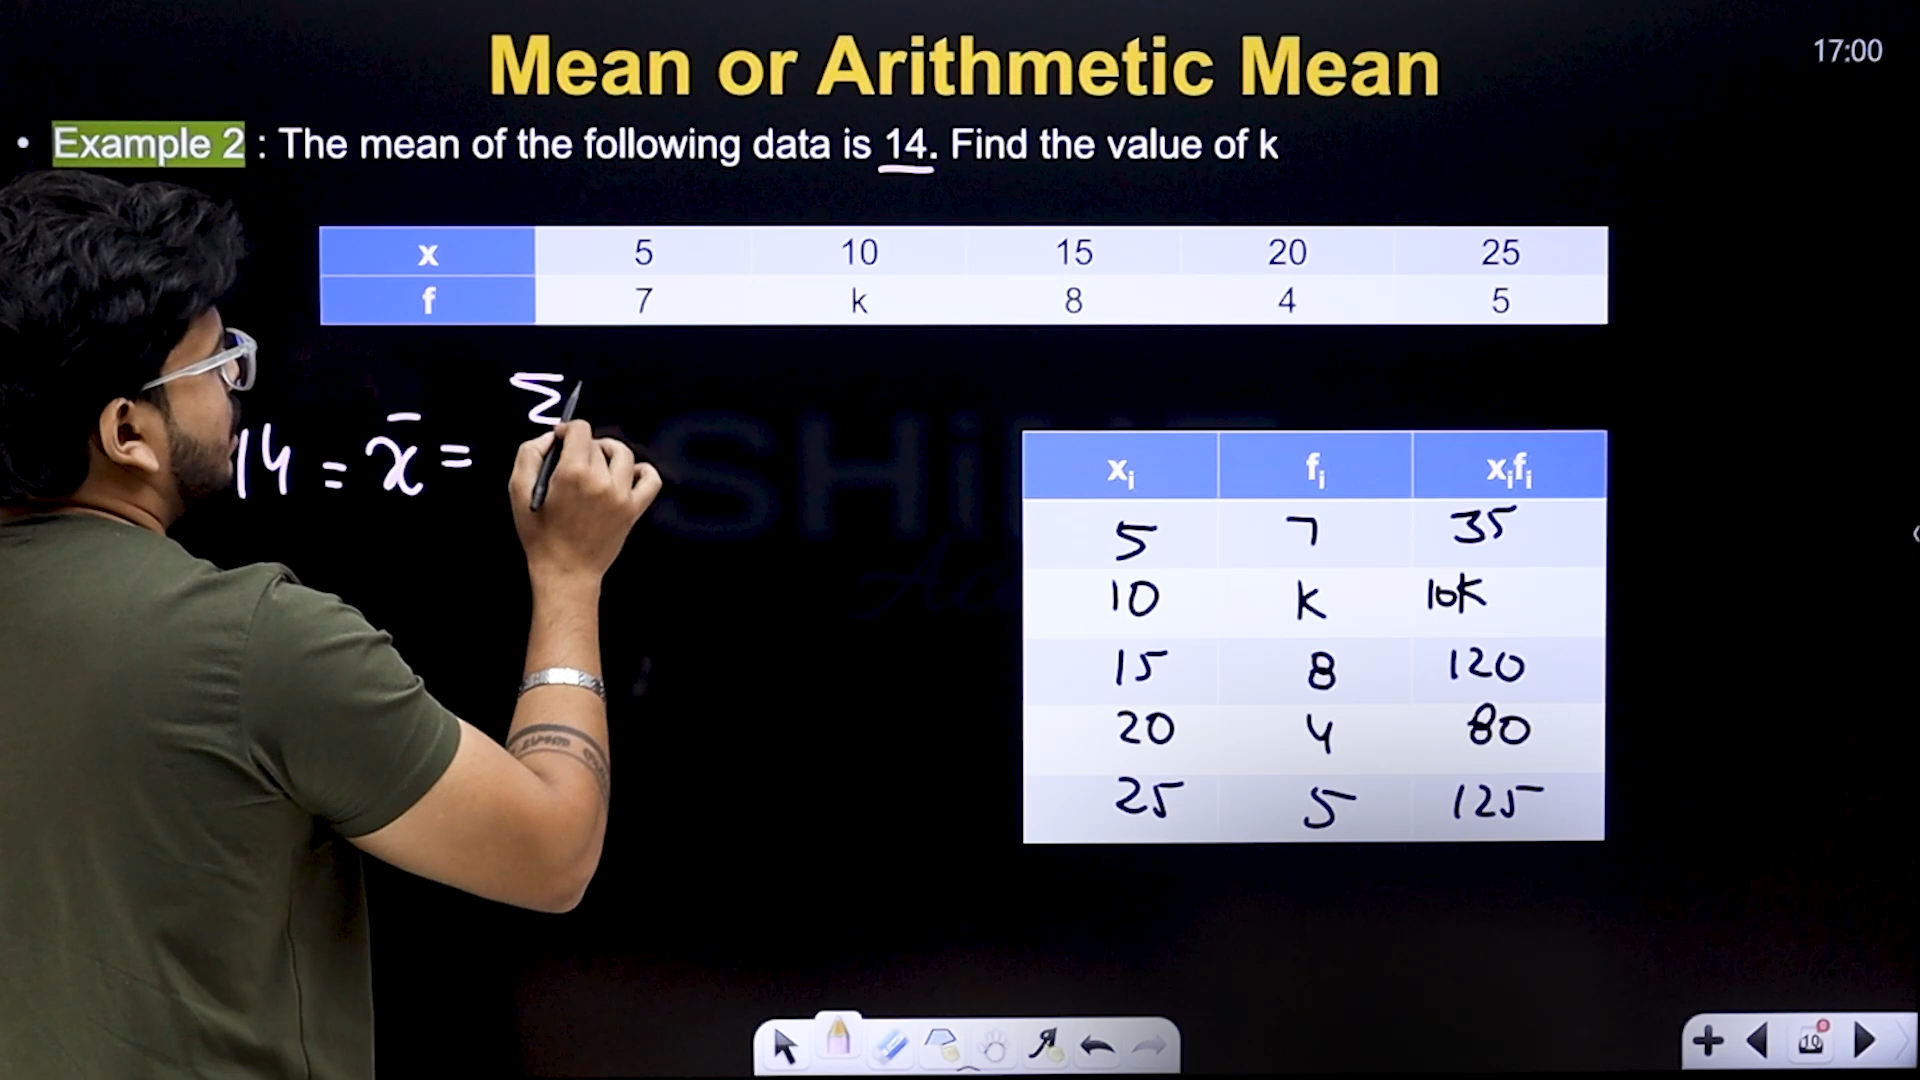 Mean or Arithmetic Mean
17:00
• Example 2 : The mean of the following data is 14. Find the value of k
x 5 10 15 20 25
f 7 k 8 4 5
14 = x̄ = Σ
xᵢ fᵢ xᵢfᵢ
5 7 35
10 k 10k
15 8 120
20 4 80
25 5 125
10